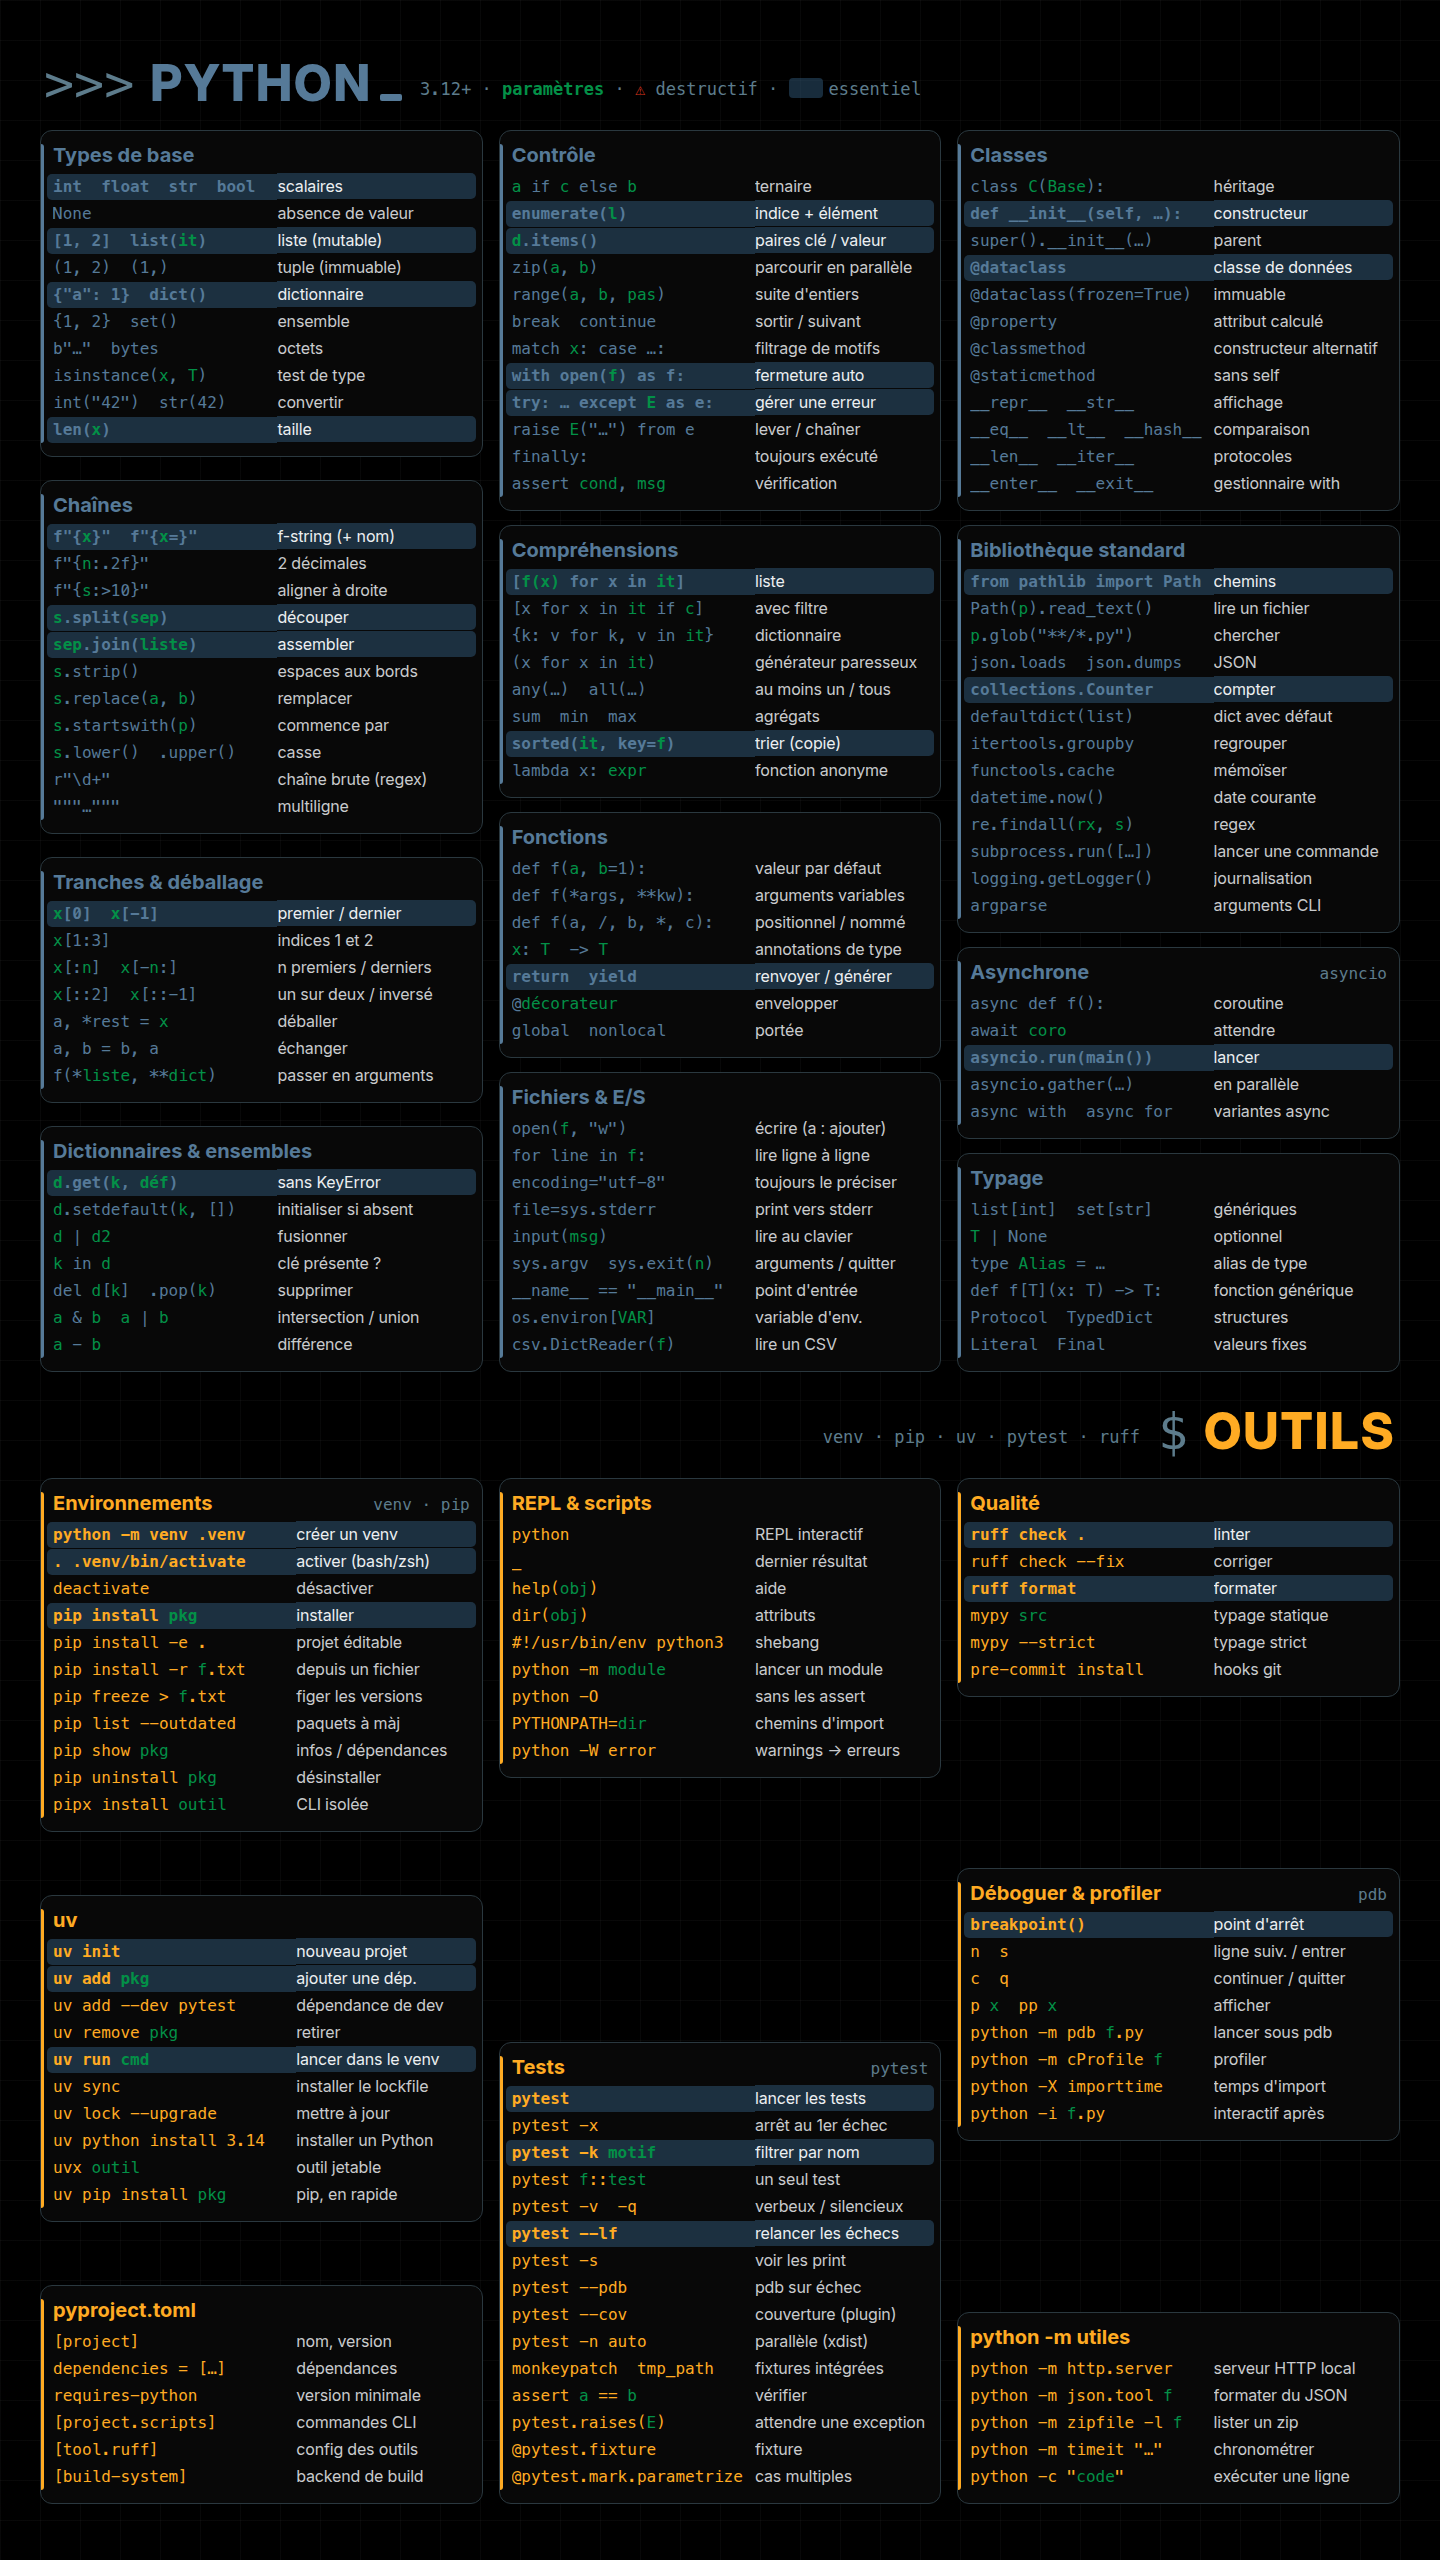 >>> PYTHON_ 3.12+ · paramètres · ⚠ destructif · essentiel
Types de base
int  float  str  bool  scalaires
None  absence de valeur
[1, 2]  list(it)  liste (mutable)
(1, 2)  (1,)  tuple (immuable)
{"a": 1}  dict()  dictionnaire
{1, 2}  set()  ensemble
b"…"  bytes  octets
isinstance(x, T)  test de type
int("42")  str(42)  convertir
len(x)  taille
Chaînes
f"{x}"  f"{x=}"  f-string (+ nom)
f"{n:.2f}"  2 décimales
f"{s:>10}"  aligner à droite
s.split(sep)  découper
sep.join(liste)  assembler
s.strip()  espaces aux bords
s.replace(a, b)  remplacer
s.startswith(p)  commence par
s.lower()  .upper()  casse
r"\d+"  chaîne brute (regex)
"""…"""  multiligne
Tranches & déballage
x[0]  x[-1]  premier / dernier
x[1:3]  indices 1 et 2
x[:n]  x[-n:]  n premiers / derniers
x[::2]  x[::-1]  un sur deux / inversé
a, *rest = x  déballer
a, b = b, a  échanger
f(*liste, **dict)  passer en arguments
Dictionnaires & ensembles
d.get(k, déf)  sans KeyError
d.setdefault(k, [])  initialiser si absent
d | d2  fusionner
k in d  clé présente ?
del d[k]  .pop(k)  supprimer
a & b  a | b  intersection / union
a - b  différence
Contrôle
a if c else b  ternaire
enumerate(l)  indice + élément
d.items()  paires clé / valeur
zip(a, b)  parcourir en parallèle
range(a, b, pas)  suite d'entiers
break  continue  sortir / suivant
match x: case …:  filtrage de motifs
with open(f) as f:  fermeture auto
try: … except E as e:  gérer une erreur
raise E("…") from e  lever / chaîner
finally:  toujours exécuté
assert cond, msg  vérification
Compréhensions
[f(x) for x in it]  liste
[x for x in it if c]  avec filtre
{k: v for k, v in it}  dictionnaire
(x for x in it)  générateur paresseux
any(…)  all(…)  au moins un / tous
sum  min  max  agrégats
sorted(it, key=f)  trier (copie)
lambda x: expr  fonction anonyme
Fonctions
def f(a, b=1):  valeur par défaut
def f(*args, **kw):  arguments variables
def f(a, /, b, *, c):  positionnel / nommé
x: T  -> T  annotations de type
return  yield  renvoyer / générer
@décorateur  envelopper
global  nonlocal  portée
Fichiers & E/S
open(f, "w")  écrire (a : ajouter)
for line in f:  lire ligne à ligne
encoding="utf-8"  toujours le préciser
file=sys.stderr  print vers stderr
input(msg)  lire au clavier
sys.argv  sys.exit(n)  arguments / quitter
__name__ == "__main__"  point d'entrée
os.environ[VAR]  variable d'env.
csv.DictReader(f)  lire un CSV
Classes
class C(Base):  héritage
def __init__(self, …):  constructeur
super().__init__(…)  parent
@dataclass  classe de données
@dataclass(frozen=True)  immuable
@property  attribut calculé
@classmethod  constructeur alternatif
@staticmethod  sans self
__repr__  __str__  affichage
__eq__  __lt__  __hash__  comparaison
__len__  __iter__  protocoles
__enter__  __exit__  gestionnaire with
Bibliothèque standard
from pathlib import Path  chemins
Path(p).read_text()  lire un fichier
p.glob("**/*.py")  chercher
json.loads  json.dumps  JSON
collections.Counter  compter
defaultdict(list)  dict avec défaut
itertools.groupby  regrouper
functools.cache  mémoïser
datetime.now()  date courante
re.findall(rx, s)  regex
subprocess.run([…])  lancer une commande
logging.getLogger()  journalisation
argparse  arguments CLI
Asynchrone  asyncio
async def f():  coroutine
await coro  attendre
asyncio.run(main())  lancer
asyncio.gather(…)  en parallèle
async with  async for  variantes async
Typage
list[int]  set[str]  génériques
T | None  optionnel
type Alias = …  alias de type
def f[T](x: T) -> T:  fonction générique
Protocol  TypedDict  structures
Literal  Final  valeurs fixes
venv · pip · uv · pytest · ruff  $ OUTILS
Environnements  venv · pip
python -m venv .venv  créer un venv
. .venv/bin/activate  activer (bash/zsh)
deactivate  désactiver
pip install pkg  installer
pip install -e .  projet éditable
pip install -r f.txt  depuis un fichier
pip freeze > f.txt  figer les versions
pip list --outdated  paquets à màj
pip show pkg  infos / dépendances
pip uninstall pkg  désinstaller
pipx install outil  CLI isolée
uv
uv init  nouveau projet
uv add pkg  ajouter une dép.
uv add --dev pytest  dépendance de dev
uv remove pkg  retirer
uv run cmd  lancer dans le venv
uv sync  installer le lockfile
uv lock --upgrade  mettre à jour
uv python install 3.14  installer un Python
uvx outil  outil jetable
uv pip install pkg  pip, en rapide
pyproject.toml
[project]  nom, version
dependencies = […]  dépendances
requires-python  version minimale
[project.scripts]  commandes CLI
[tool.ruff]  config des outils
[build-system]  backend de build
REPL & scripts
python  REPL interactif
_  dernier résultat
help(obj)  aide
dir(obj)  attributs
#!/usr/bin/env python3  shebang
python -m module  lancer un module
python -O  sans les assert
PYTHONPATH=dir  chemins d'import
python -W error  warnings → erreurs
Tests  pytest
pytest  lancer les tests
pytest -x  arrêt au 1er échec
pytest -k motif  filtrer par nom
pytest f::test  un seul test
pytest -v  -q  verbeux / silencieux
pytest --lf  relancer les échecs
pytest -s  voir les print
pytest --pdb  pdb sur échec
pytest --cov  couverture (plugin)
pytest -n auto  parallèle (xdist)
monkeypatch  tmp_path  fixtures intégrées
assert a == b  vérifier
pytest.raises(E)  attendre une exception
@pytest.fixture  fixture
@pytest.mark.parametrize  cas multiples
Qualité
ruff check .  linter
ruff check --fix  corriger
ruff format  formater
mypy src  typage statique
mypy --strict  typage strict
pre-commit install  hooks git
Déboguer & profiler  pdb
breakpoint()  point d'arrêt
n  s  ligne suiv. / entrer
c  q  continuer / quitter
p x  pp x  afficher
python -m pdb f.py  lancer sous pdb
python -m cProfile f  profiler
python -X importtime  temps d'import
python -i f.py  interactif après
python -m utiles
python -m http.server  serveur HTTP local
python -m json.tool f  formater du JSON
python -m zipfile -l f  lister un zip
python -m timeit "…"  chronométrer
python -c "code"  exécuter une ligne